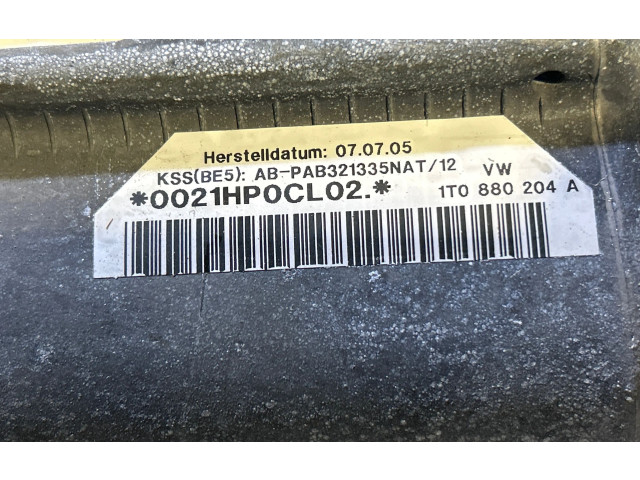 Herstelldatum: 07.07.05
KSS(BE5): AB-PAB321335NAT/12 VW
*0021HP0CL02.* 1T0 880 204 A